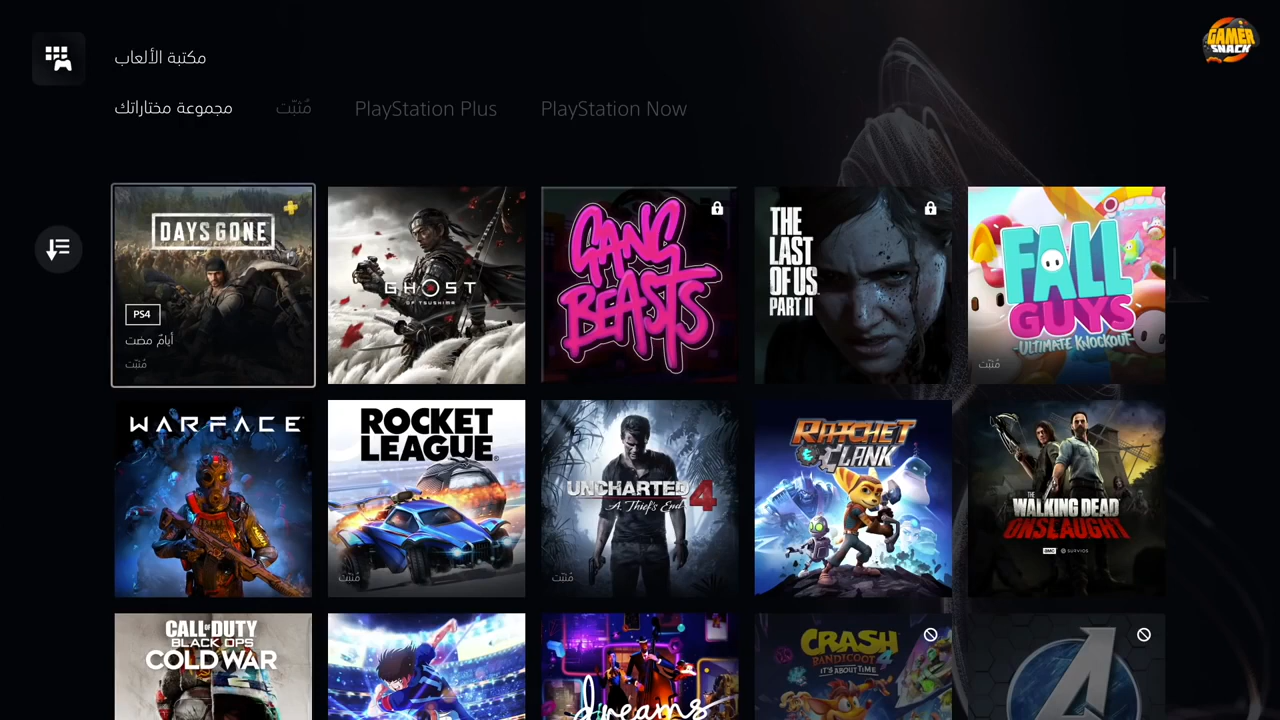 مكتبة الألعاب
GAMER
SNACK
مجموعة مختاراتك
مُثبّت
PlayStation Plus
PlayStation Now
DAYS GONE
PS4
أيامٌ مضت
مُثبّت
GHOST
OF TSUSHIMA
GANG
BEASTS
THE
LAST
OF US
PART II
FALL
GUYS
-ULTIMATE KNOCKOUT-
مُثبّت
WARFACE
ROCKET
LEAGUE
مُثبّت
UNCHARTED 4
A Thief's End
مُثبّت
RATCHET
& CLANK
THE
WALKING DEAD
ONSLAUGHT
AMC
SURVIOS
CALL OF DUTY
BLACK OPS
COLD WAR
dreams
CRASH
BANDICOOT 4
IT'S ABOUT TIME
A